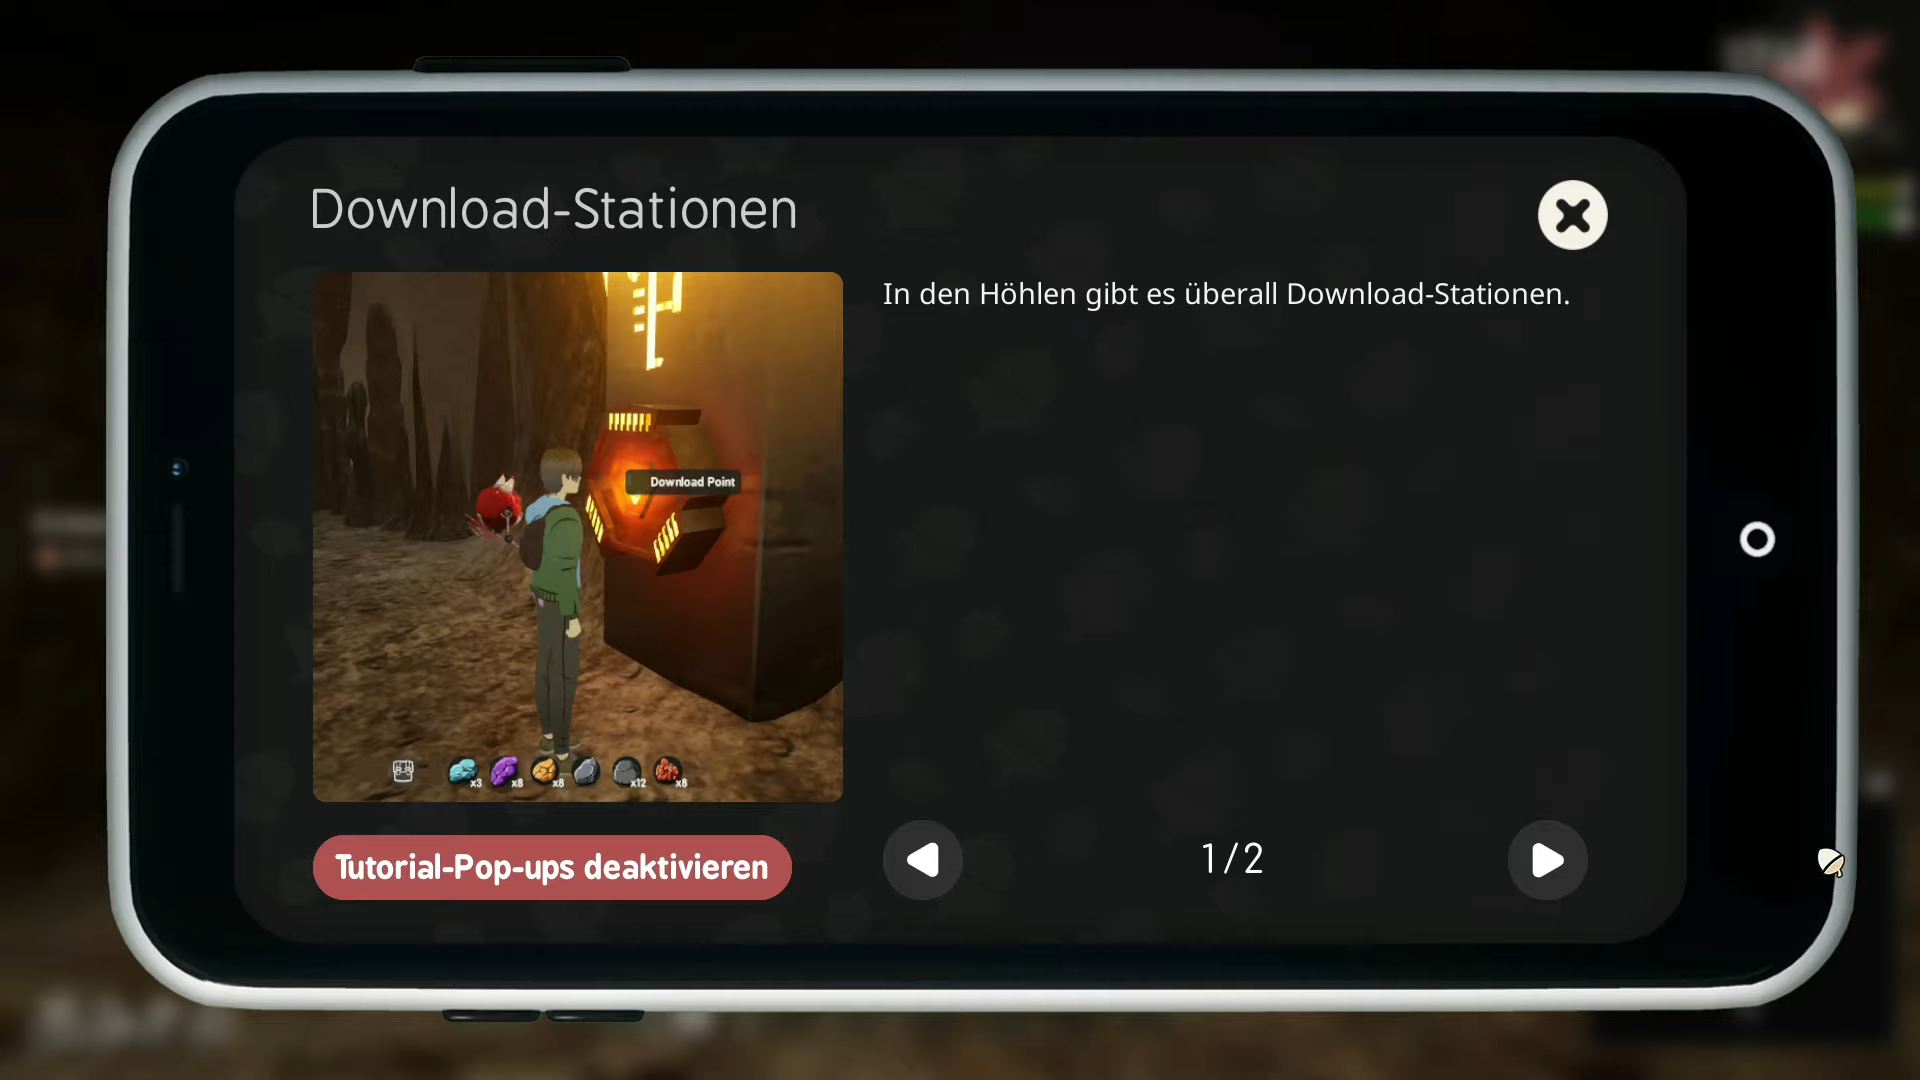 Download-Stationen
In den Höhlen gibt es überall Download-Stationen.
Download Point
x3
x8
x8
x12
x8
Tutorial-Pop-ups deaktivieren
1/2